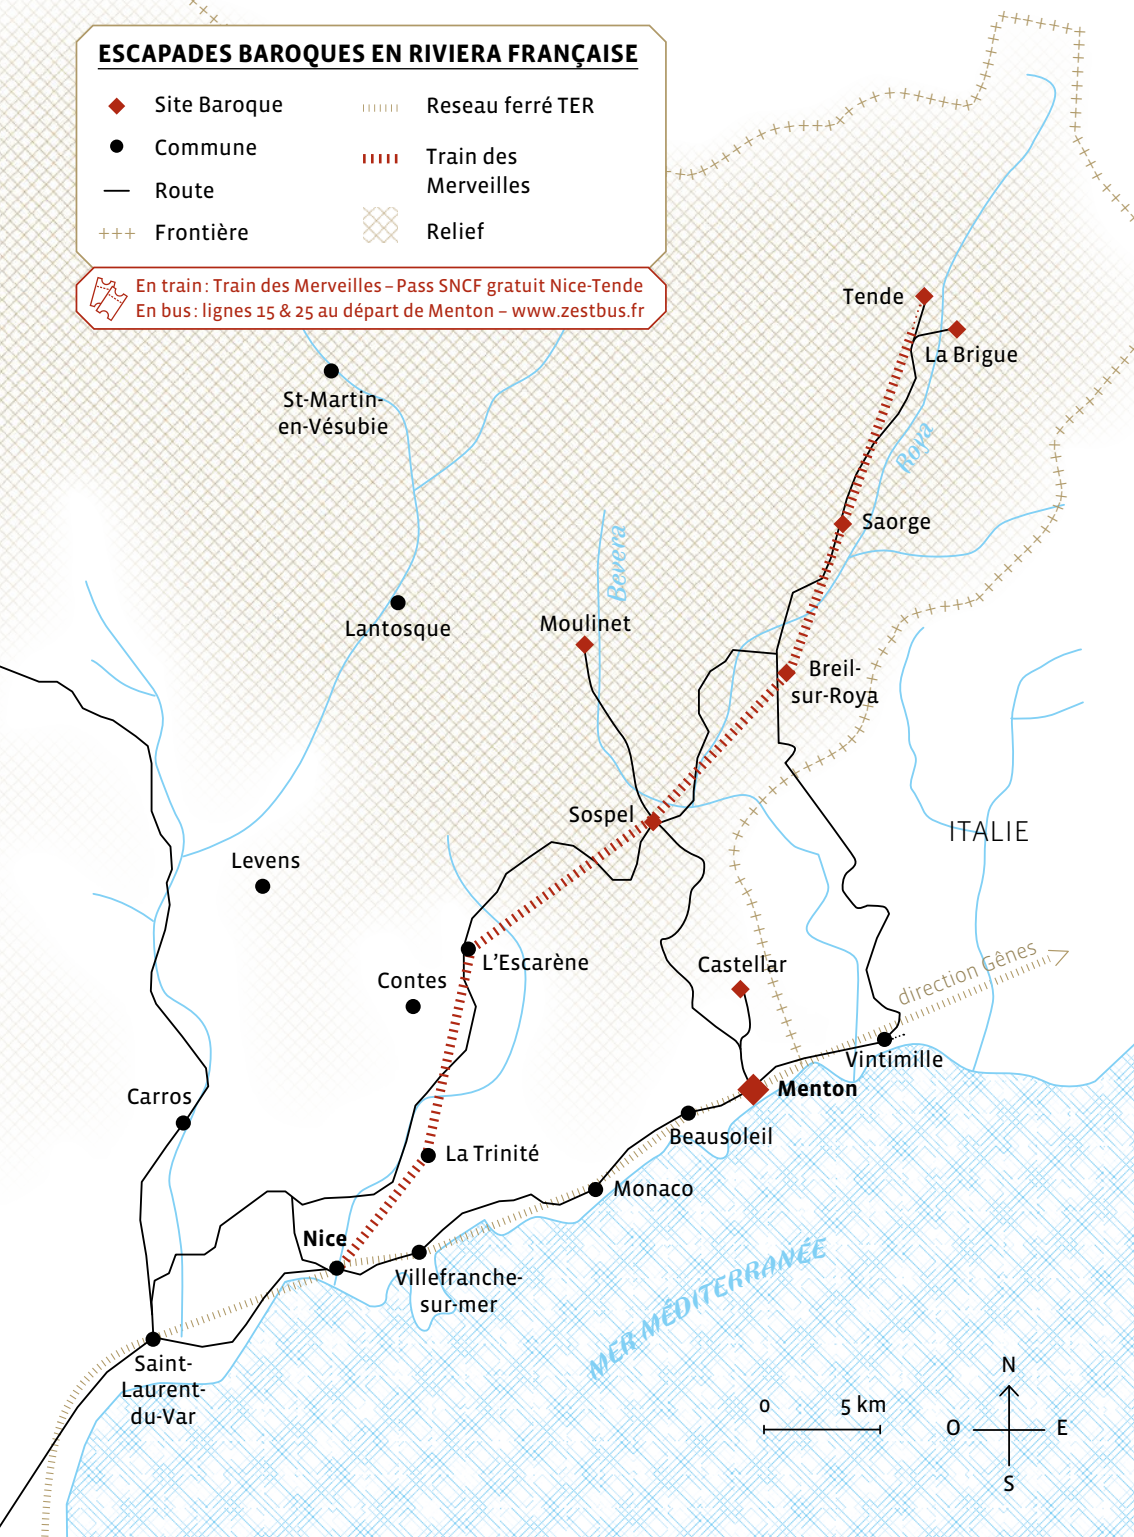 ESCAPADES BAROQUES EN RIVIERA FRANÇAISE
Site Baroque
Commune
Route
Frontière
Reseau ferré TER
Train des
Merveilles
Relief
En train : Train des Merveilles – Pass SNCF gratuit Nice-Tende
En bus : lignes 15 & 25 au départ de Menton – www.zestbus.fr
Tende
La Brigue
St-Martin-
en-Vésubie
Roya
Saorge
Bevera
Lantosque
Moulinet
Breil-
sur-Roya
Sospel
ITALIE
Levens
L'Escarène
Castellar
Contes
direction Gênes
Vintimille
Menton
Carros
Beausoleil
La Trinité
Monaco
Nice
Villefranche-
sur-mer
MER MÉDITERRANÉE
Saint-
Laurent-
du-Var
0 5 km
N
O E
S